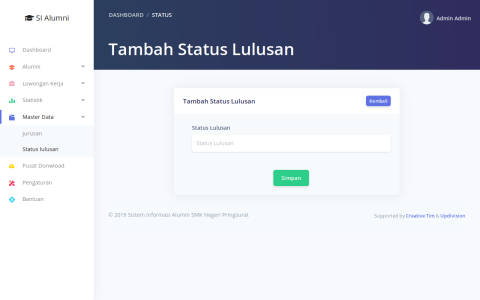 SI Alumni
Dashboard
Alumni
Lowongan Kerja
Statistik
Master Data
Jurusan
Status lulusan
Pusat Donwload
Pengaturan
Bantuan
DASHBOARD / STATUS
Admin Admin
Tambah Status Lulusan
Tambah Status Lulusan
Kembali
Status Lulusan
Status Lulusan
Simpan
© 2019 Sistem Informasi Alumni SMK Negeri Pringsurat
Supported by Creative Tim & Updivision